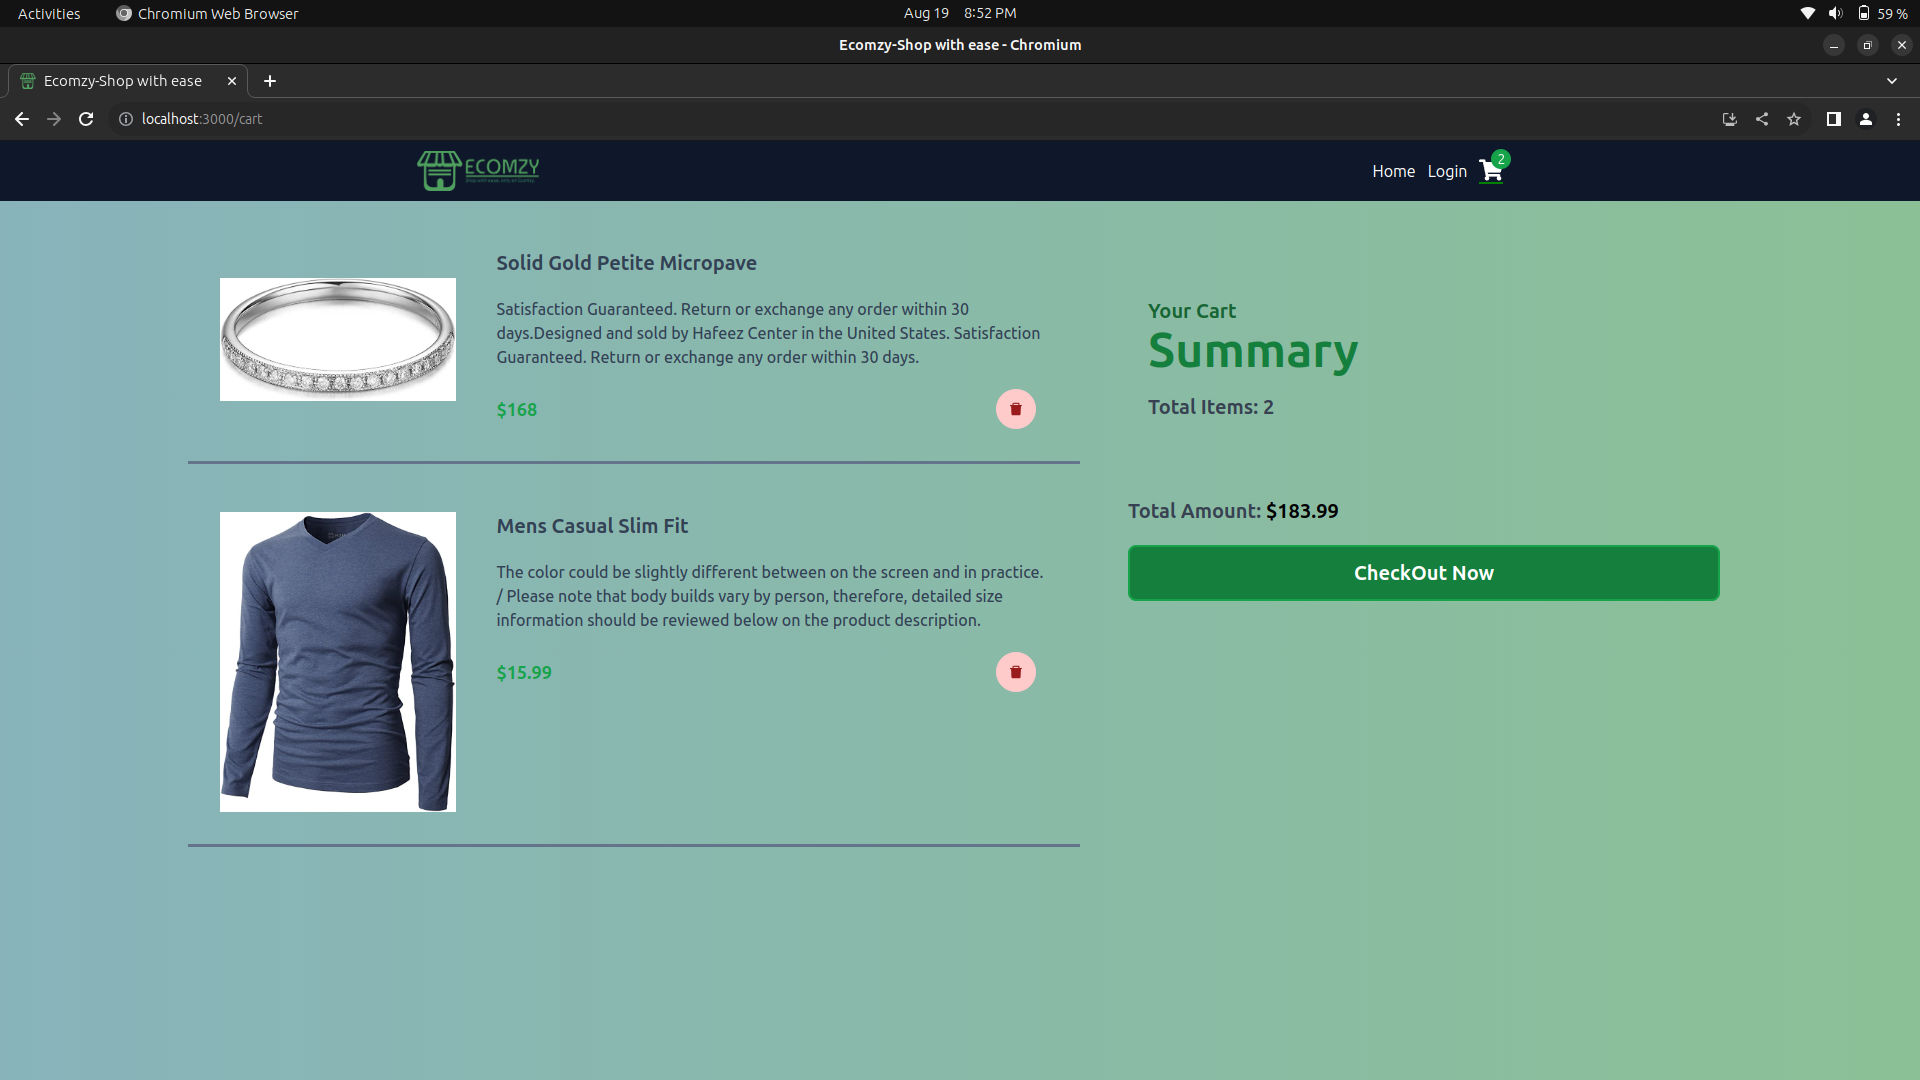 Activities
Chromium Web Browser
Aug 19 8:52 PM
59 %
Ecomzy-Shop with ease - Chromium
Ecomzy-Shop with ease
localhost:3000/cart
ECOMZY
Home Login 2
Solid Gold Petite Micropave
Satisfaction Guaranteed. Return or exchange any order within 30
days.Designed and sold by Hafeez Center in the United States. Satisfaction
Guaranteed. Return or exchange any order within 30 days.
$168
Mens Casual Slim Fit
The color could be slightly different between on the screen and in practice.
/ Please note that body builds vary by person, therefore, detailed size
information should be reviewed below on the product description.
$15.99
Your Cart
Summary
Total Items: 2
Total Amount: $183.99
CheckOut Now